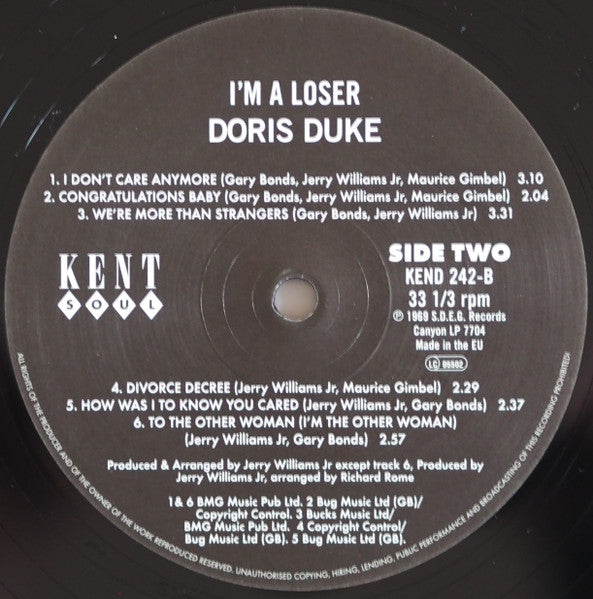 I'M A LOSER
DORIS DUKE
1. I DON'T CARE ANYMORE (Gary Bonds, Jerry Williams Jr, Maurice Gimbel) 3.10
2. CONGRATULATIONS BABY (Gary Bonds, Jerry Williams Jr, Maurice Gimbel) 2.04
3. WE'RE MORE THAN STRANGERS (Gary Bonds, Jerry Williams Jr) 3.31
KENT
SOUL
SIDE TWO
KEND 242-B
33 1/3 rpm
℗ 1969 S.D.E.G. Records
Canyon LP 7704
Made in the EU
LC 05502
4. DIVORCE DECREE (Jerry Williams Jr, Maurice Gimbel) 2.29
5. HOW WAS I TO KNOW YOU CARED (Jerry Williams Jr, Gary Bonds) 2.37
6. TO THE OTHER WOMAN (I'M THE OTHER WOMAN)
(Jerry Williams Jr, Gary Bonds) 2.57
Produced & Arranged by Jerry Williams Jr except track 6, Produced by
Jerry Williams Jr, arranged by Richard Rome
1 & 6 BMG Music Pub Ltd. 2 Bug Music Ltd (GB)/
Copyright Control. 3 Bucks Music Ltd/
BMG Music Pub Ltd. 4 Copyright Control/
Bug Music Ltd (GB). 5 Bug Music Ltd (GB).
ALL RIGHTS OF THE PRODUCER AND OF THE OWNER OF THE WORK REPRODUCED RESERVED. UNAUTHORISED COPYING, HIRING, LENDING, PUBLIC PERFORMANCE AND BROADCASTING OF THIS RECORDING PROHIBITED!